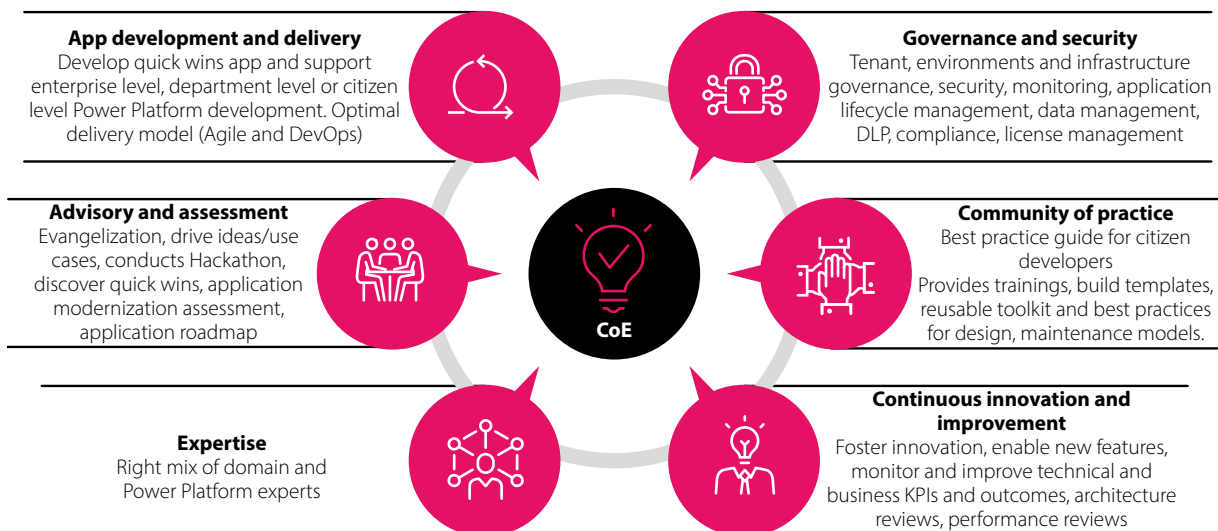 App development and delivery
Develop quick wins app and support
enterprise level, department level or citizen
level Power Platform development. Optimal
delivery model (Agile and DevOps)
Governance and security
Tenant, environments and infrastructure
governance, security, monitoring, application
lifecycle management, data management,
DLP, compliance, license management
Advisory and assessment
Evangelization, drive ideas/use
cases, conducts Hackathon,
discover quick wins, application
modernization assessment,
application roadmap
CoE
Community of practice
Best practice guide for citizen
developers
Provides trainings, build templates,
reusable toolkit and best practices
for design, maintenance models.
Expertise
Right mix of domain and
Power Platform experts
Continuous innovation and
improvement
Foster innovation, enable new features,
monitor and improve technical and
business KPIs and outcomes, architecture
reviews, performance reviews